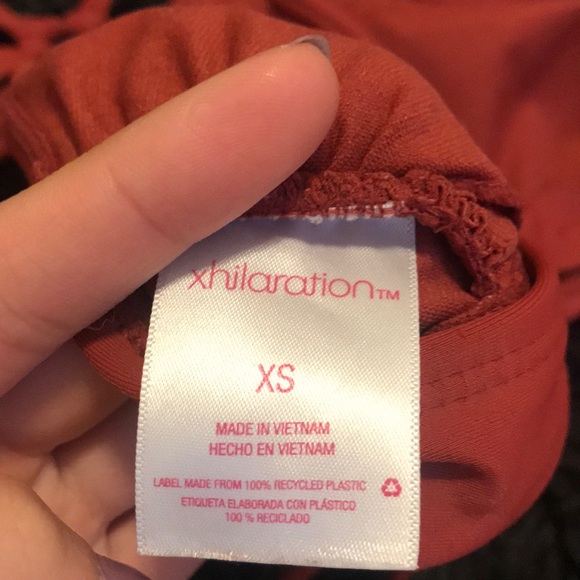 xhilaration™
XS
MADE IN VIETNAM
HECHO EN VIETNAM
LABEL MADE FROM 100% RECYCLED PLASTIC
ETIQUETA ELABORADA CON PLÁSTICO
100 % RECICLADO